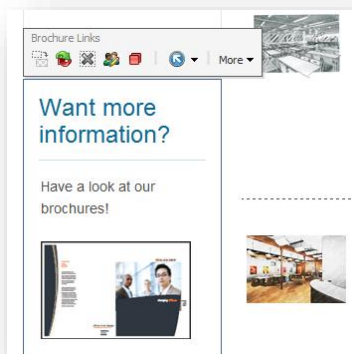 Brochure Links
More
Want more
information?
Have a look at our
brochures!